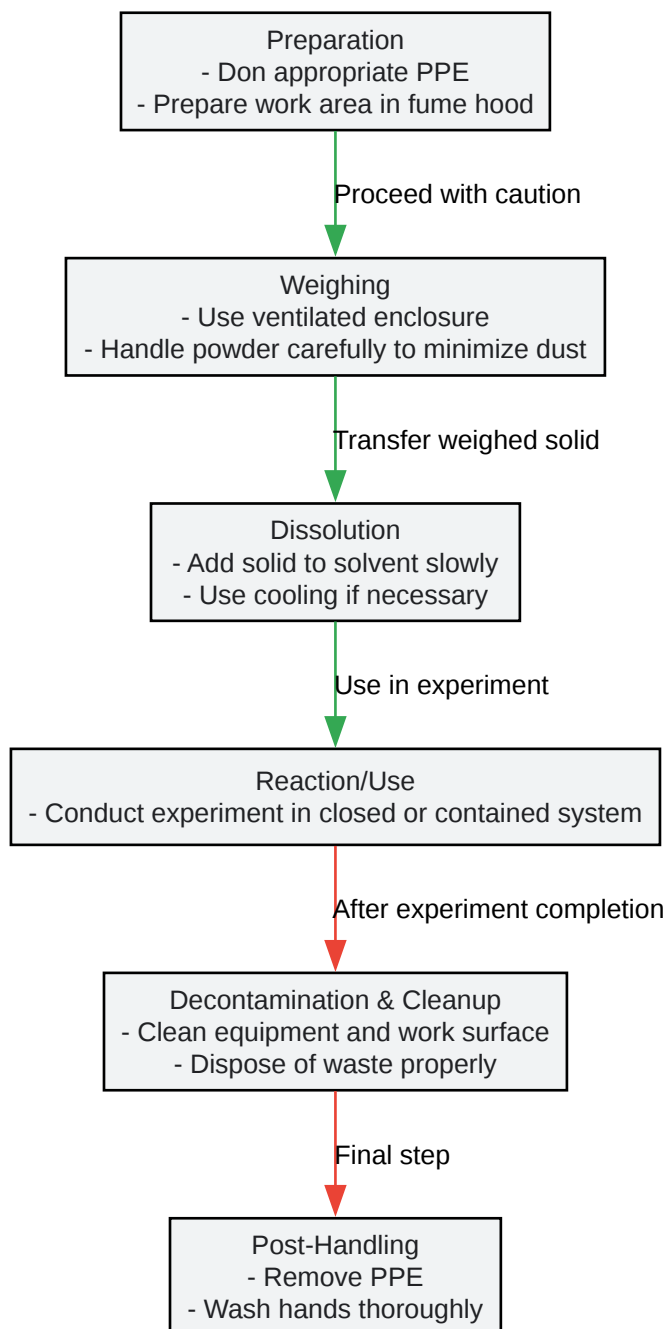 Preparation
- Don appropriate PPE
- Prepare work area in fume hood
Proceed with caution
Weighing
- Use ventilated enclosure
- Handle powder carefully to minimize dust
Transfer weighed solid
Dissolution
- Add solid to solvent slowly
- Use cooling if necessary
Use in experiment
Reaction/Use
- Conduct experiment in closed or contained system
After experiment completion
Decontamination & Cleanup
- Clean equipment and work surface
- Dispose of waste properly
Final step
Post-Handling
- Remove PPE
- Wash hands thoroughly